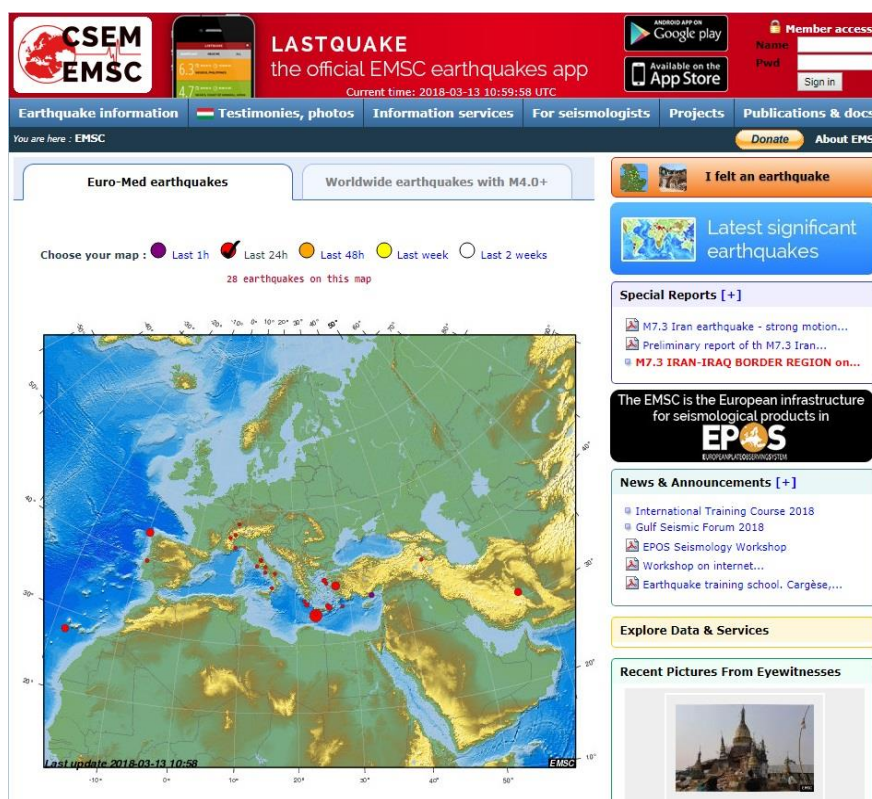 CSEM
EMSC
LASTQUAKE
the official EMSC earthquakes app
Current time: 2018-03-13 10:59:58 UTC
ANDROID APP ON
Google play
Available on the
App Store
Member access
Name
Pwd
Sign in
Earthquake information
Testimonies, photos
Information services
For seismologists
Projects
Publications & docs
You are here : EMSC
Donate
About EMS
Euro-Med earthquakes
Worldwide earthquakes with M4.0+
Choose your map : Last 1h Last 24h Last 48h Last week Last 2 weeks
28 earthquakes on this map
Last update 2018-03-13 10:58
EMSC
I felt an earthquake
Latest significant
earthquakes
Special Reports [+]
M7.3 Iran earthquake - strong motion...
Preliminary report of th M7.3 Iran...
M7.3 IRAN-IRAQ BORDER REGION on...
The EMSC is the European infrastructure
for seismological products in
EPOS
EUROPEANPLATEOBSERVINGSYSTEM
News & Announcements [+]
International Training Course 2018
Gulf Seismic Forum 2018
EPOS Seismology Workshop
Workshop on internet...
Earthquake training school. Cargèse,...
Explore Data & Services
Recent Pictures From Eyewitnesses